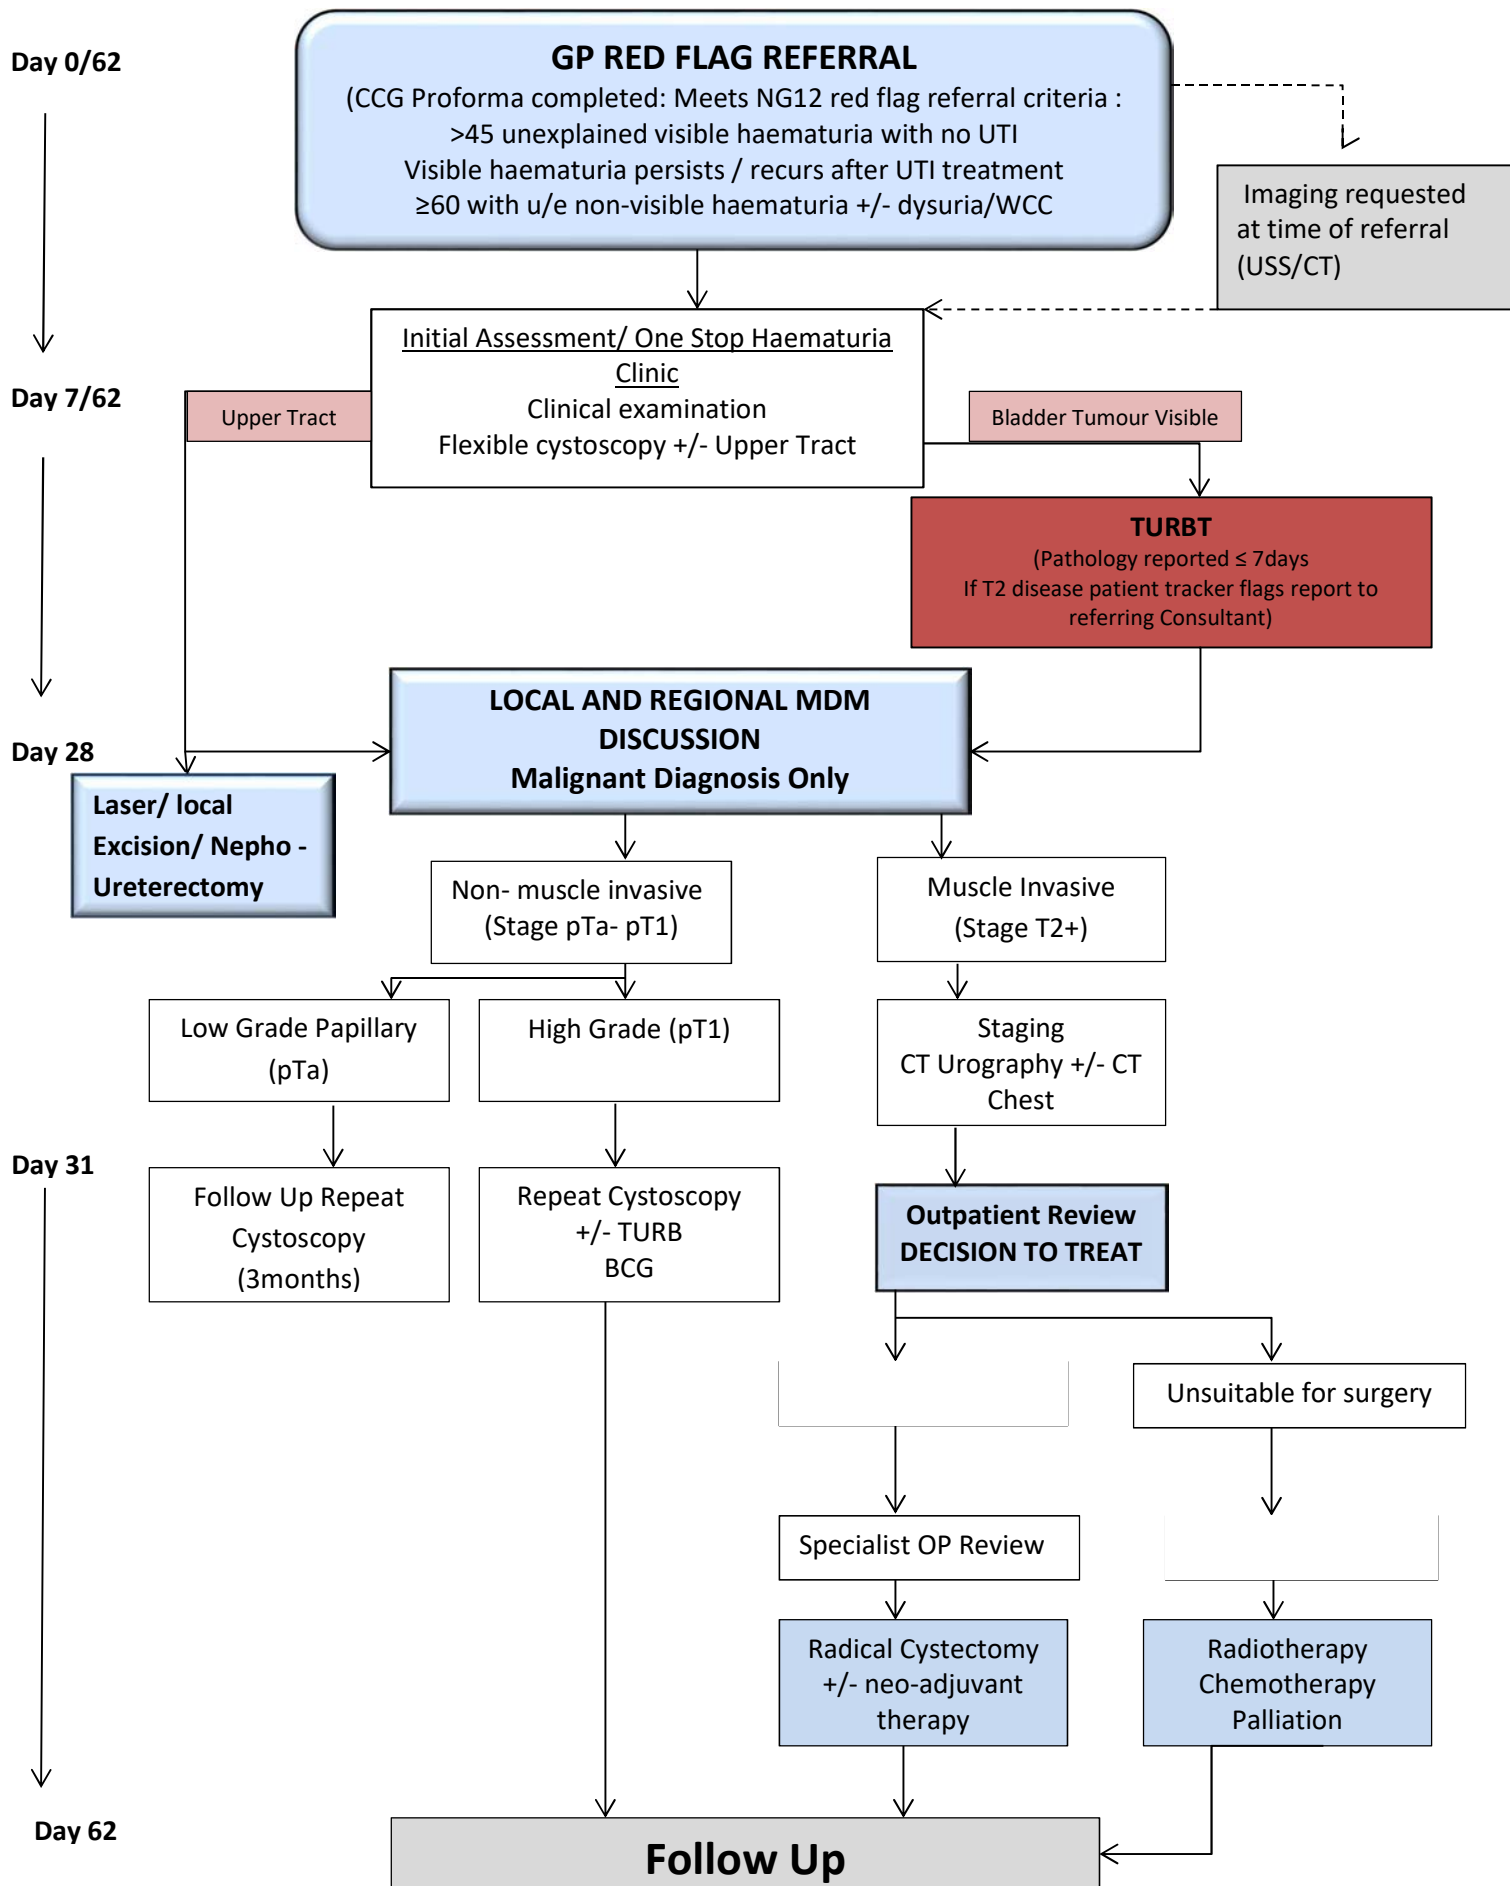 Day 0/62
GP RED FLAG REFERRAL
(CCG Proforma completed: Meets NG12 red flag referral criteria :
>45 unexplained visible haematuria with no UTI
Visible haematuria persists / recurs after UTI treatment
≥60 with u/e non-visible haematuria +/- dysuria/WCC
Imaging requested
at time of referral
(USS/CT)
Day 7/62
Initial Assessment/ One Stop Haematuria
Clinic
Clinical examination
Flexible cystoscopy +/- Upper Tract
Upper Tract
Bladder Tumour Visible
TURBT
(Pathology reported ≤ 7days
If T2 disease patient tracker flags report to
referring Consultant)
Day 28
LOCAL AND REGIONAL MDM
DISCUSSION
Malignant Diagnosis Only
Laser/ local
Excision/ Nepho -
Ureterectomy
Non- muscle invasive
(Stage pTa- pT1)
Muscle Invasive
(Stage T2+)
Low Grade Papillary
(pTa)
High Grade (pT1)
Staging
CT Urography +/- CT
Chest
Day 31
Follow Up Repeat
Cystoscopy
(3months)
Repeat Cystoscopy
+/- TURB
BCG
Outpatient Review
DECISION TO TREAT
Unsuitable for surgery
Specialist OP Review
Radical Cystectomy
+/- neo-adjuvant
therapy
Radiotherapy
Chemotherapy
Palliation
Day 62
Follow Up